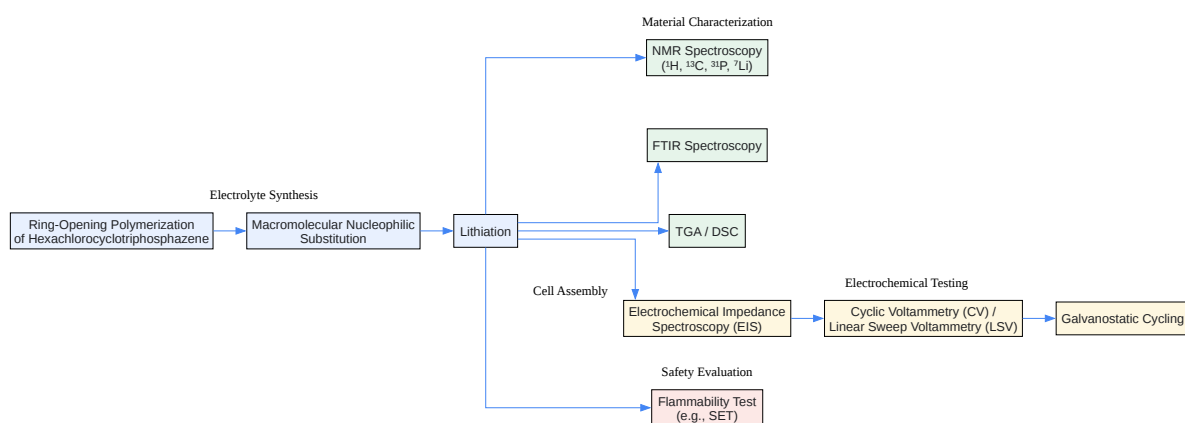 Material Characterization
NMR Spectroscopy
(¹H, ¹³C, ³¹P, ⁷Li)
FTIR Spectroscopy
Electrolyte Synthesis
Ring-Opening Polymerization
of Hexachlorocyclotriphosphazene
Macromolecular Nucleophilic
Substitution
Lithiation
TGA / DSC
Cell Assembly
Electrochemical Testing
Electrochemical Impedance
Spectroscopy (EIS)
Cyclic Voltammetry (CV) /
Linear Sweep Voltammetry (LSV)
Galvanostatic Cycling
Safety Evaluation
Flammability Test
(e.g., SET)